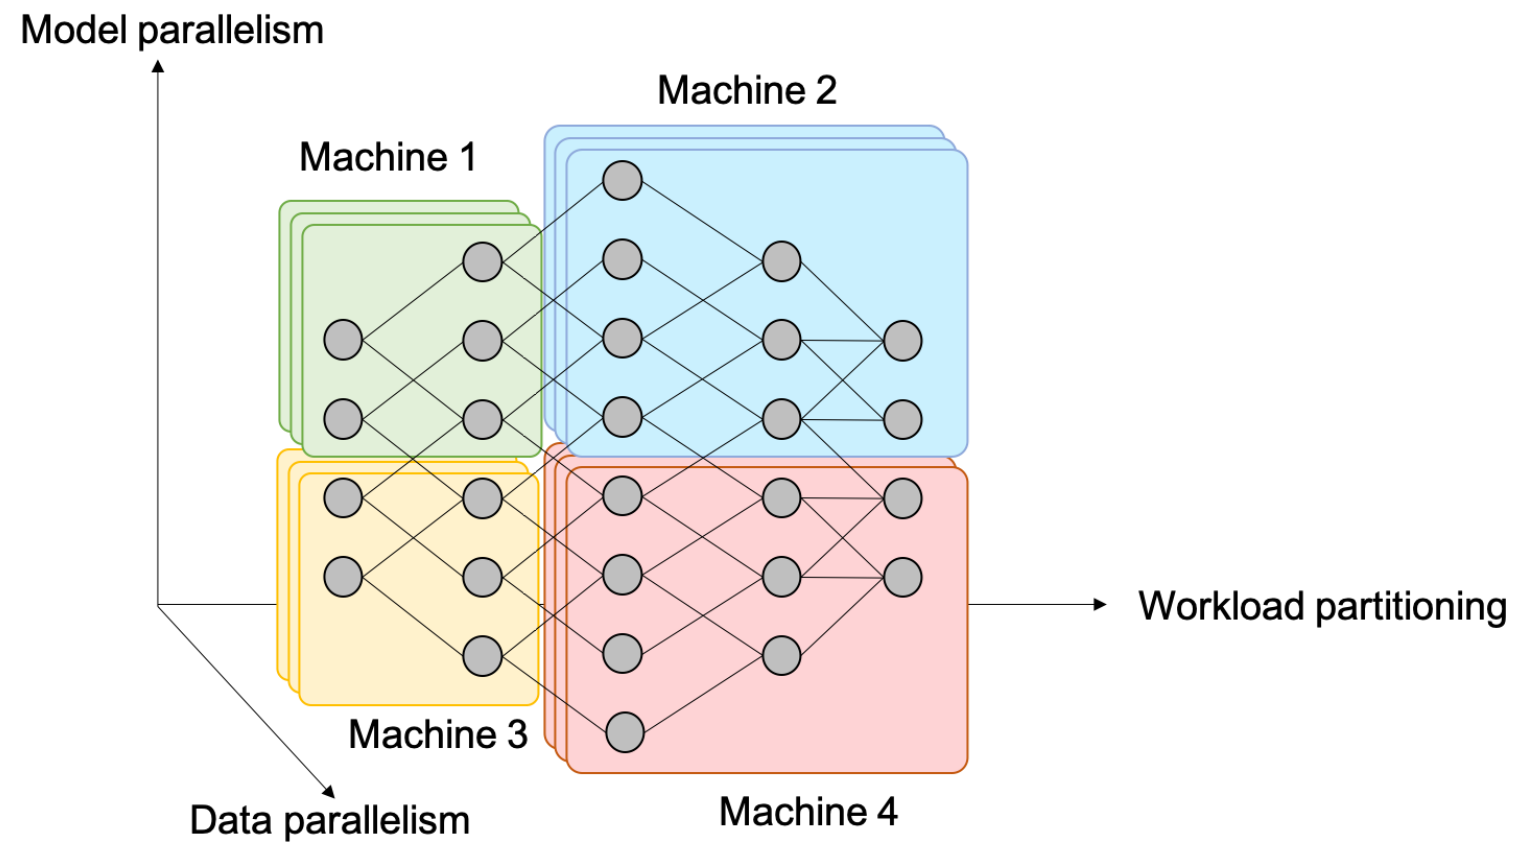 Model parallelism
Machine 2
Machine 1
Workload partitioning
Machine 3
Machine 4
Data parallelism